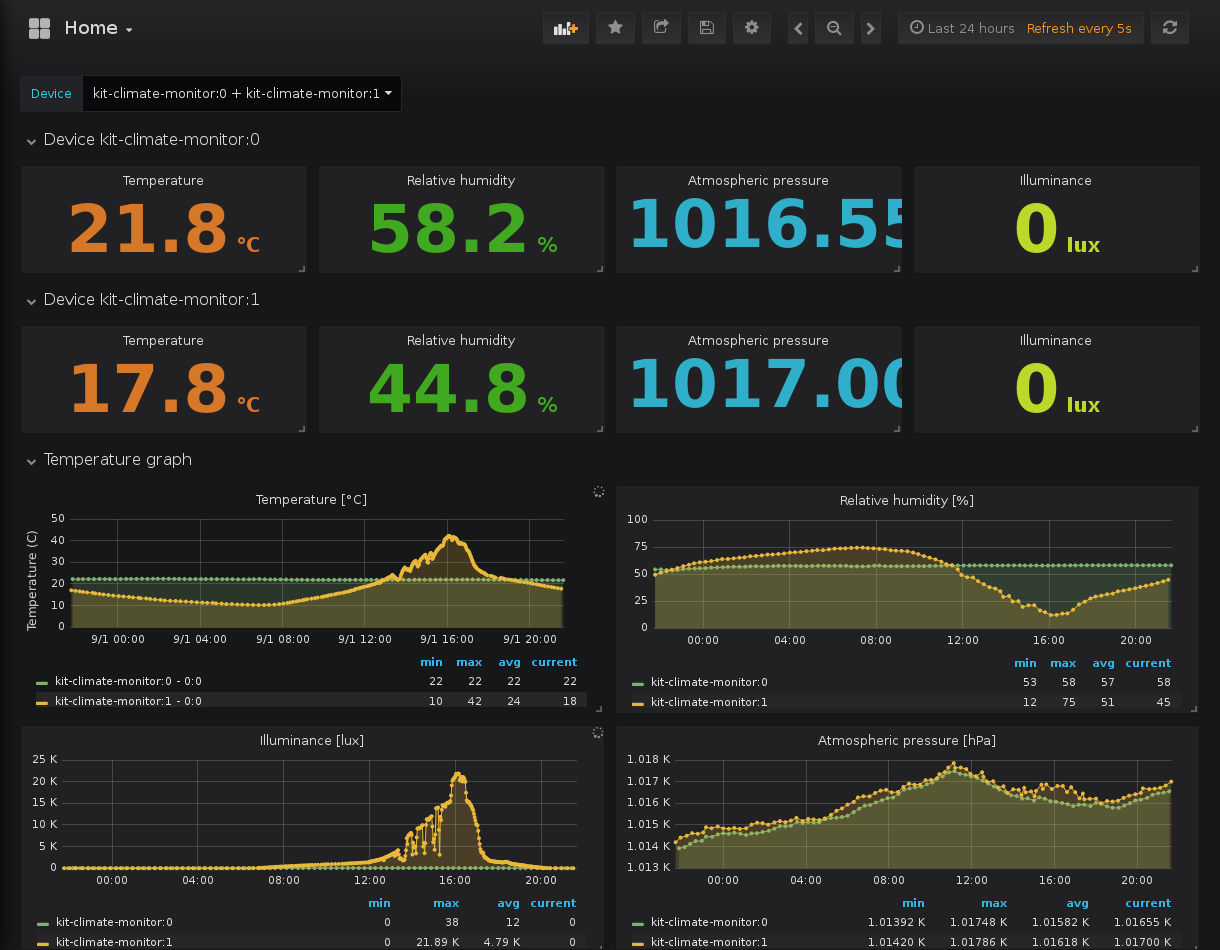 Home
Last 24 hours Refresh every 5s
Device kit-climate-monitor:0 + kit-climate-monitor:1
Device kit-climate-monitor:0
Temperature Relative humidity Atmospheric pressure Illuminance
21.8 °C 58.2 % 1016.55 0 lux
Device kit-climate-monitor:1
Temperature Relative humidity Atmospheric pressure Illuminance
17.8 °C 44.8 % 1017.00 0 lux
Temperature graph
Temperature [°C]
Temperature (C)
50
40
30
20
10
0
9/1 00:00 9/1 04:00 9/1 08:00 9/1 12:00 9/1 16:00 9/1 20:00
min max avg current
kit-climate-monitor:0 - 0:0 22 22 22 22
kit-climate-monitor:1 - 0:0 10 42 24 18
Relative humidity [%]
100
75
50
25
0
00:00 04:00 08:00 12:00 16:00 20:00
min max avg current
kit-climate-monitor:0 53 58 57 58
kit-climate-monitor:1 12 75 51 45
Illuminance [lux]
25 K
20 K
15 K
10 K
5 K
0
00:00 04:00 08:00 12:00 16:00 20:00
min max avg current
kit-climate-monitor:0 0 38 12 0
kit-climate-monitor:1 0 21.89 K 4.79 K 0
Atmospheric pressure [hPa]
1.018 K
1.017 K
1.016 K
1.015 K
1.014 K
1.013 K
00:00 04:00 08:00 12:00 16:00 20:00
min max avg current
kit-climate-monitor:0 1.01392 K 1.01748 K 1.01582 K 1.01655 K
kit-climate-monitor:1 1.01420 K 1.01786 K 1.01618 K 1.01700 K